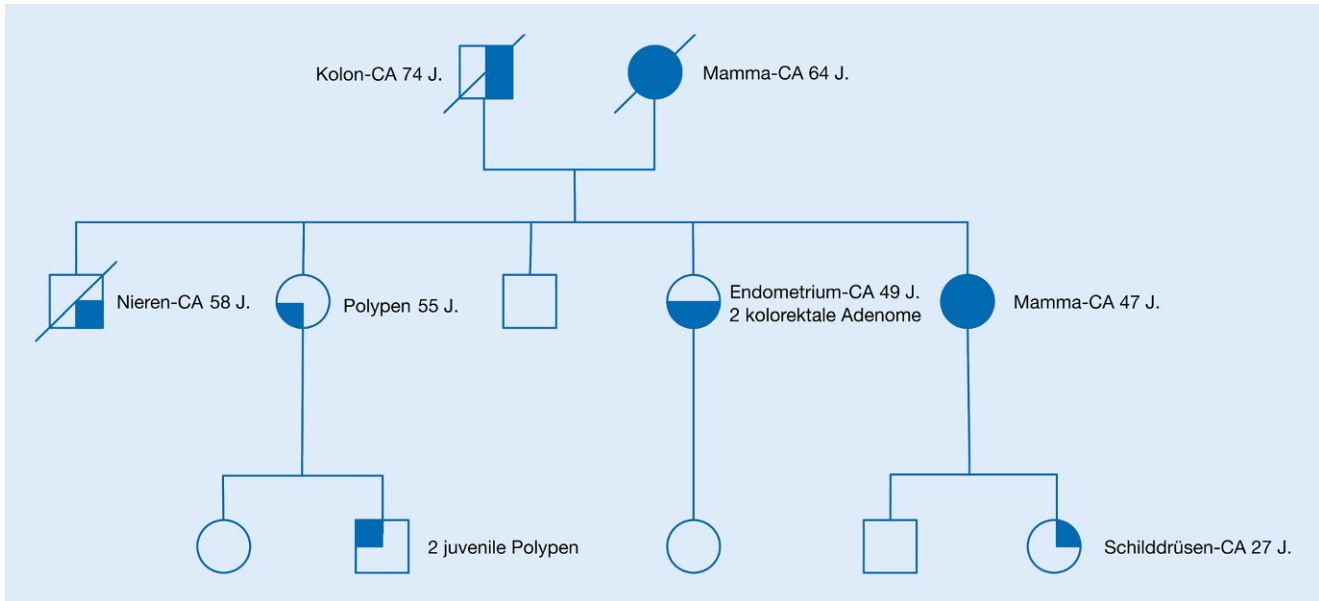 Kolon-CA 74 J.
Mamma-CA 64 J.
Nieren-CA 58 J.
Polypen 55 J.
Endometrium-CA 49 J.
2 kolorektale Adenome
Mamma-CA 47 J.
2 juvenile Polypen
Schilddrüsen-CA 27 J.